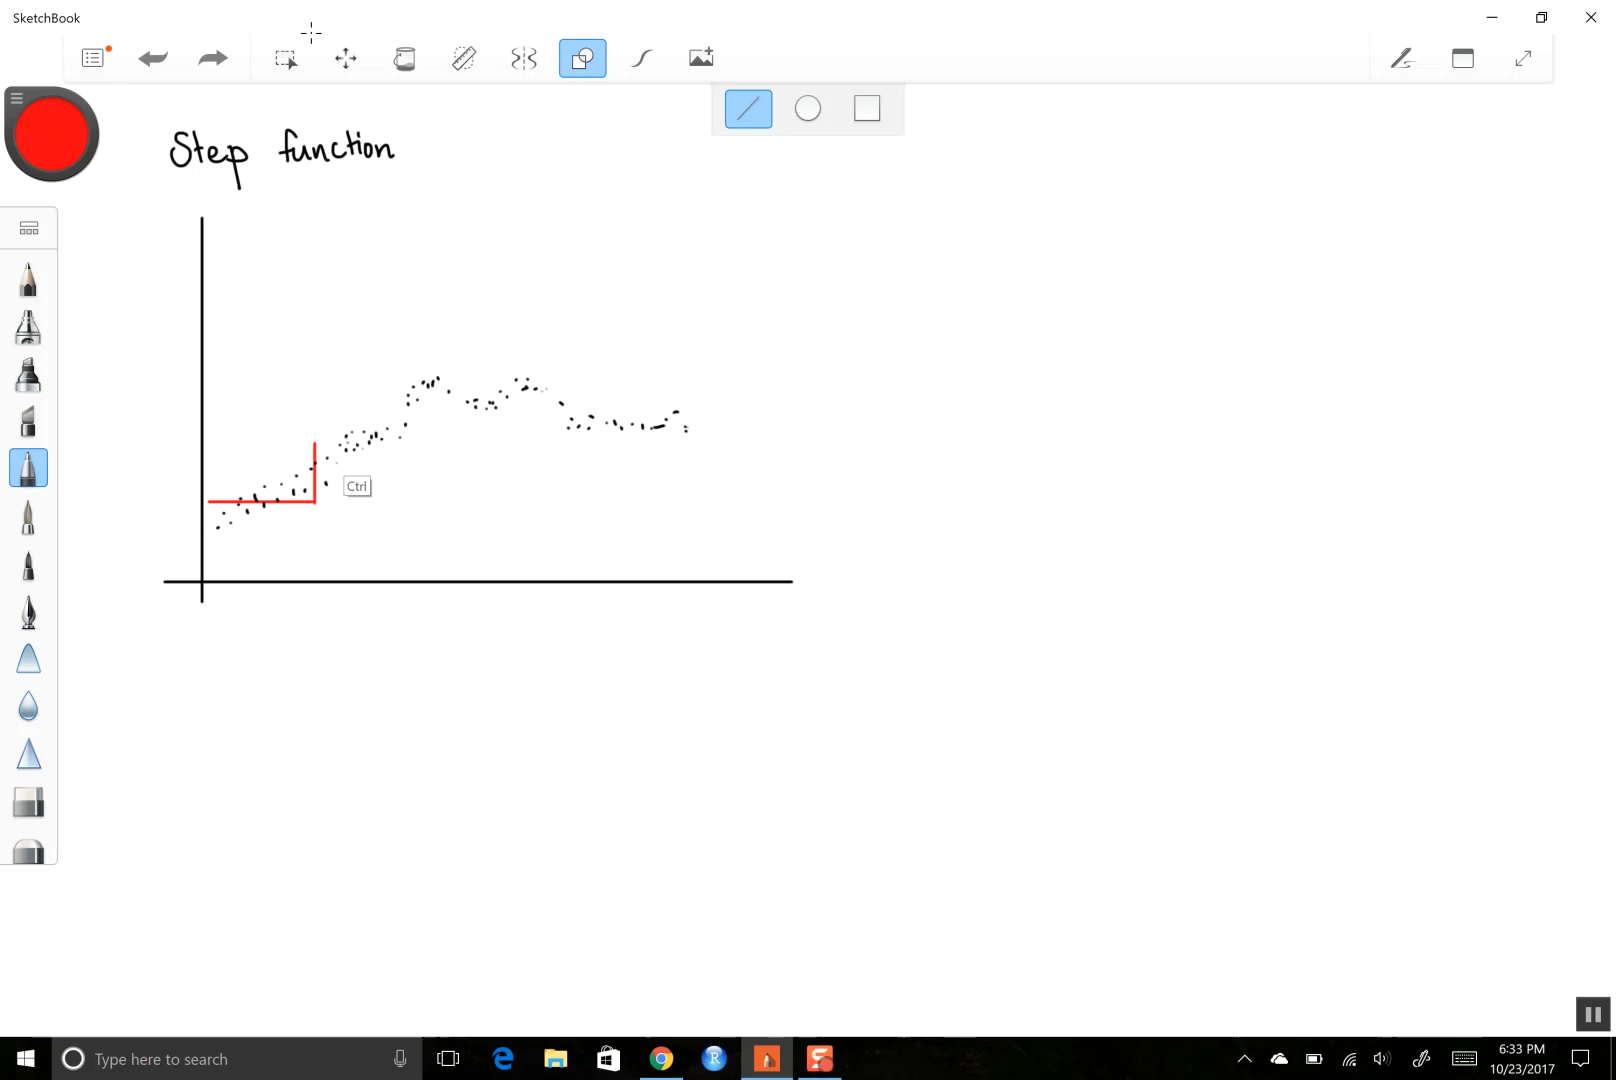 SketchBook
Step function
Ctrl
Type here to search
6:33 PM
10/23/2017